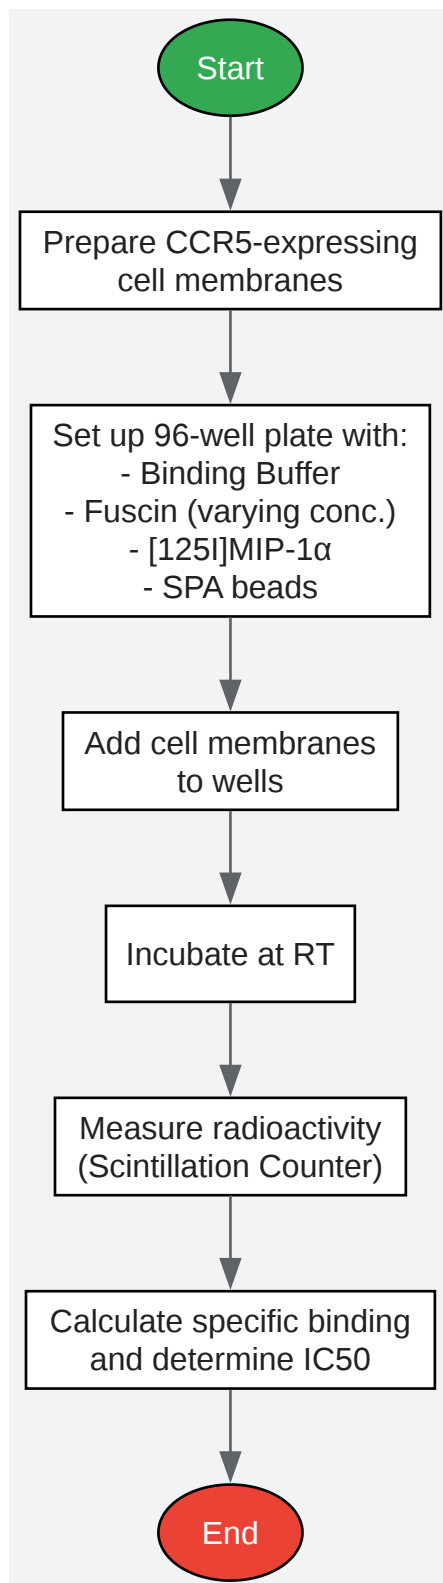 Start
Prepare CCR5-expressing
cell membranes
Set up 96-well plate with:
- Binding Buffer
- Fuscin (varying conc.)
- [125I]MIP-1α
- SPA beads
Add cell membranes
to wells
Incubate at RT
Measure radioactivity
(Scintillation Counter)
Calculate specific binding
and determine IC50
End